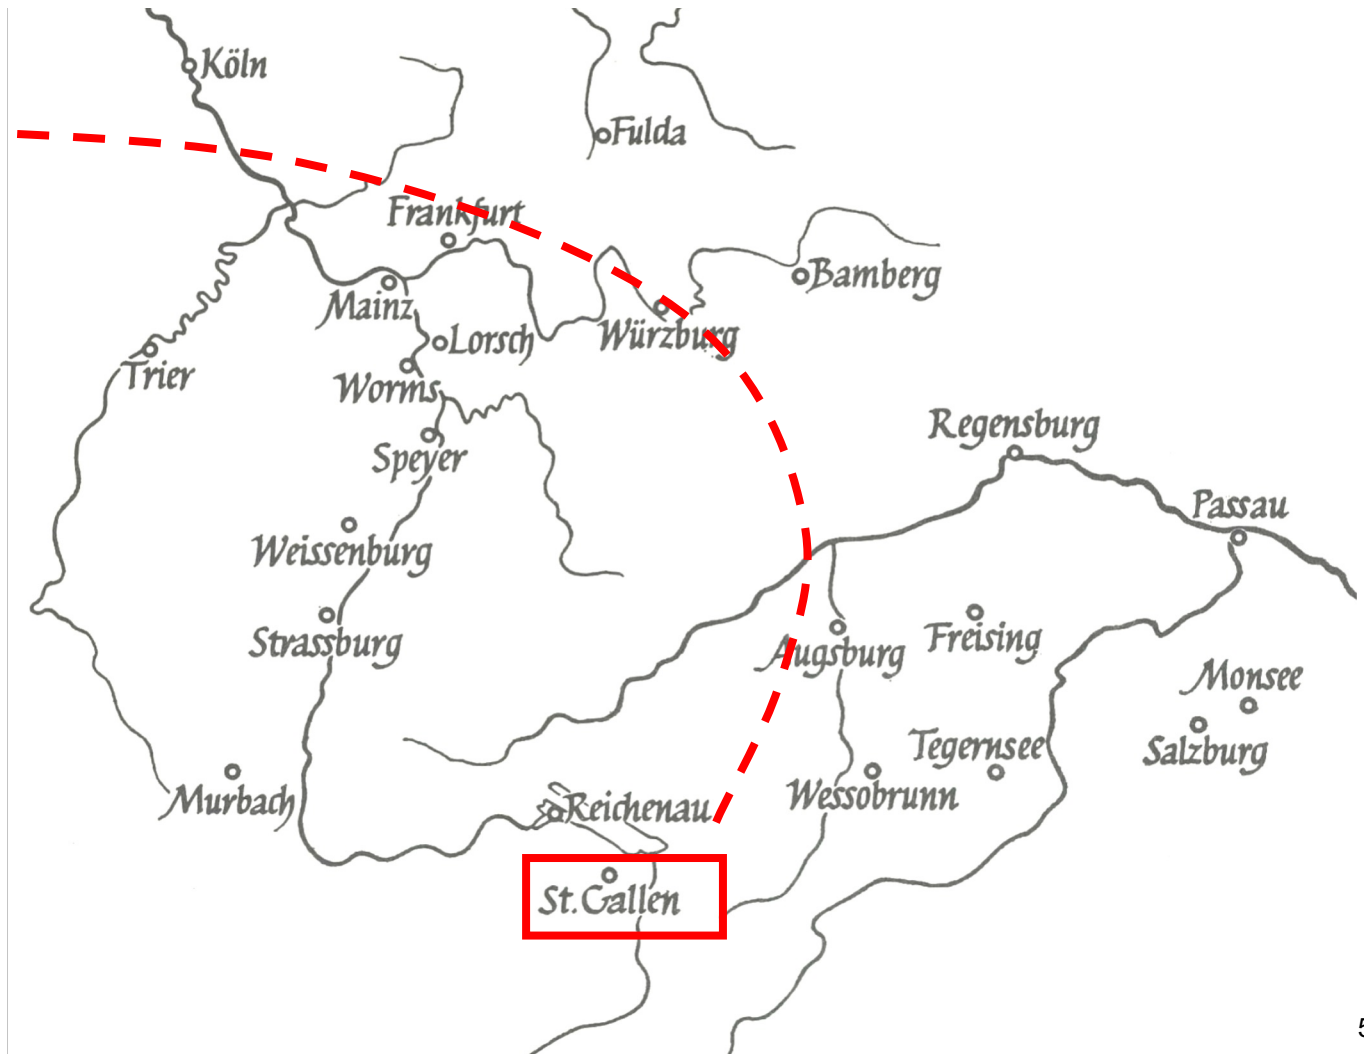 Köln
Fulda
Frankfurt
Bamberg
Mainz
Lorsch
Würzburg
Trier
Worms
Regensburg
Speyer
Passau
Weissenburg
Strassburg
Augsburg
Freising
Monsee
Tegernsee
Salzburg
Murbach
Reichenau
Wessobrunn
St. Gallen
5